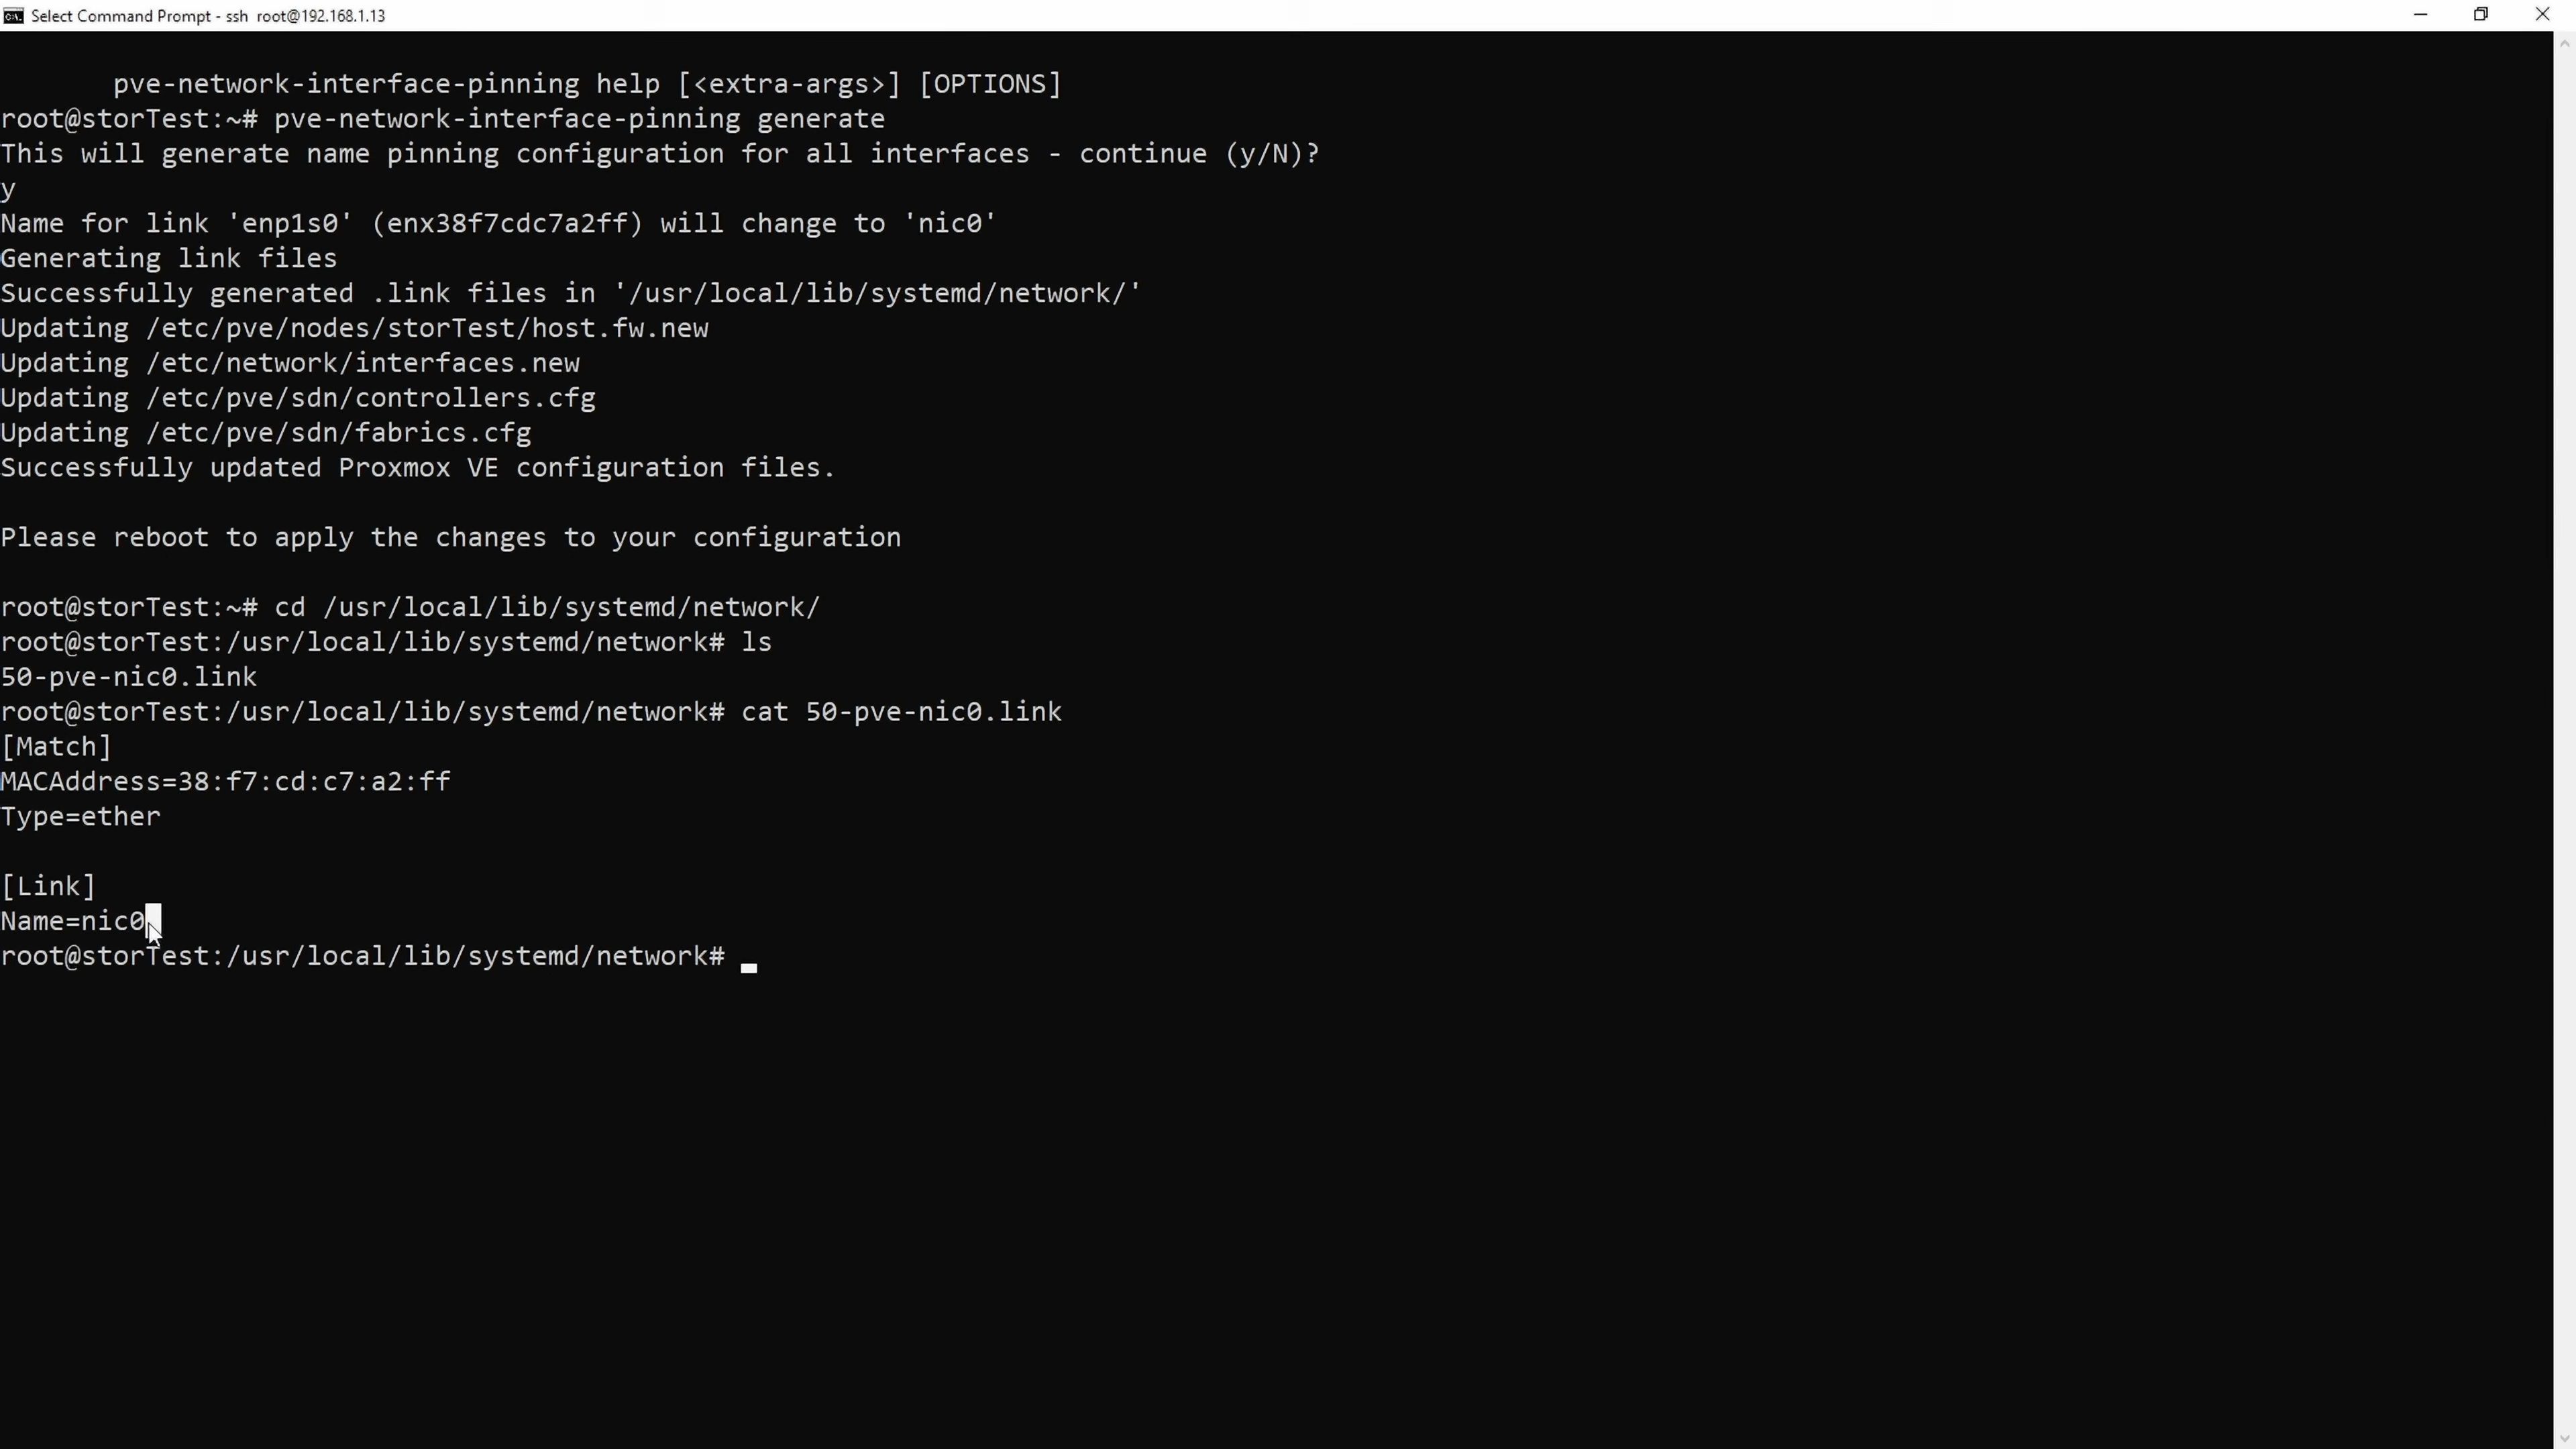 Select Command Prompt - ssh root@192.168.1.13
pve-network-interface-pinning help [<extra-args>] [OPTIONS]
root@storTest:~# pve-network-interface-pinning generate
This will generate name pinning configuration for all interfaces - continue (y/N)?
y
Name for link 'enp1s0' (enx38f7cdc7a2ff) will change to 'nic0'
Generating link files
Successfully generated .link files in '/usr/local/lib/systemd/network/'
Updating /etc/pve/nodes/storTest/host.fw.new
Updating /etc/network/interfaces.new
Updating /etc/pve/sdn/controllers.cfg
Updating /etc/pve/sdn/fabrics.cfg
Successfully updated Proxmox VE configuration files.
Please reboot to apply the changes to your configuration
root@storTest:~# cd /usr/local/lib/systemd/network/
root@storTest:/usr/local/lib/systemd/network# ls
50-pve-nic0.link
root@storTest:/usr/local/lib/systemd/network# cat 50-pve-nic0.link
[Match]
MACAddress=38:f7:cd:c7:a2:ff
Type=ether
[Link]
Name=nic0
root@storTest:/usr/local/lib/systemd/network#